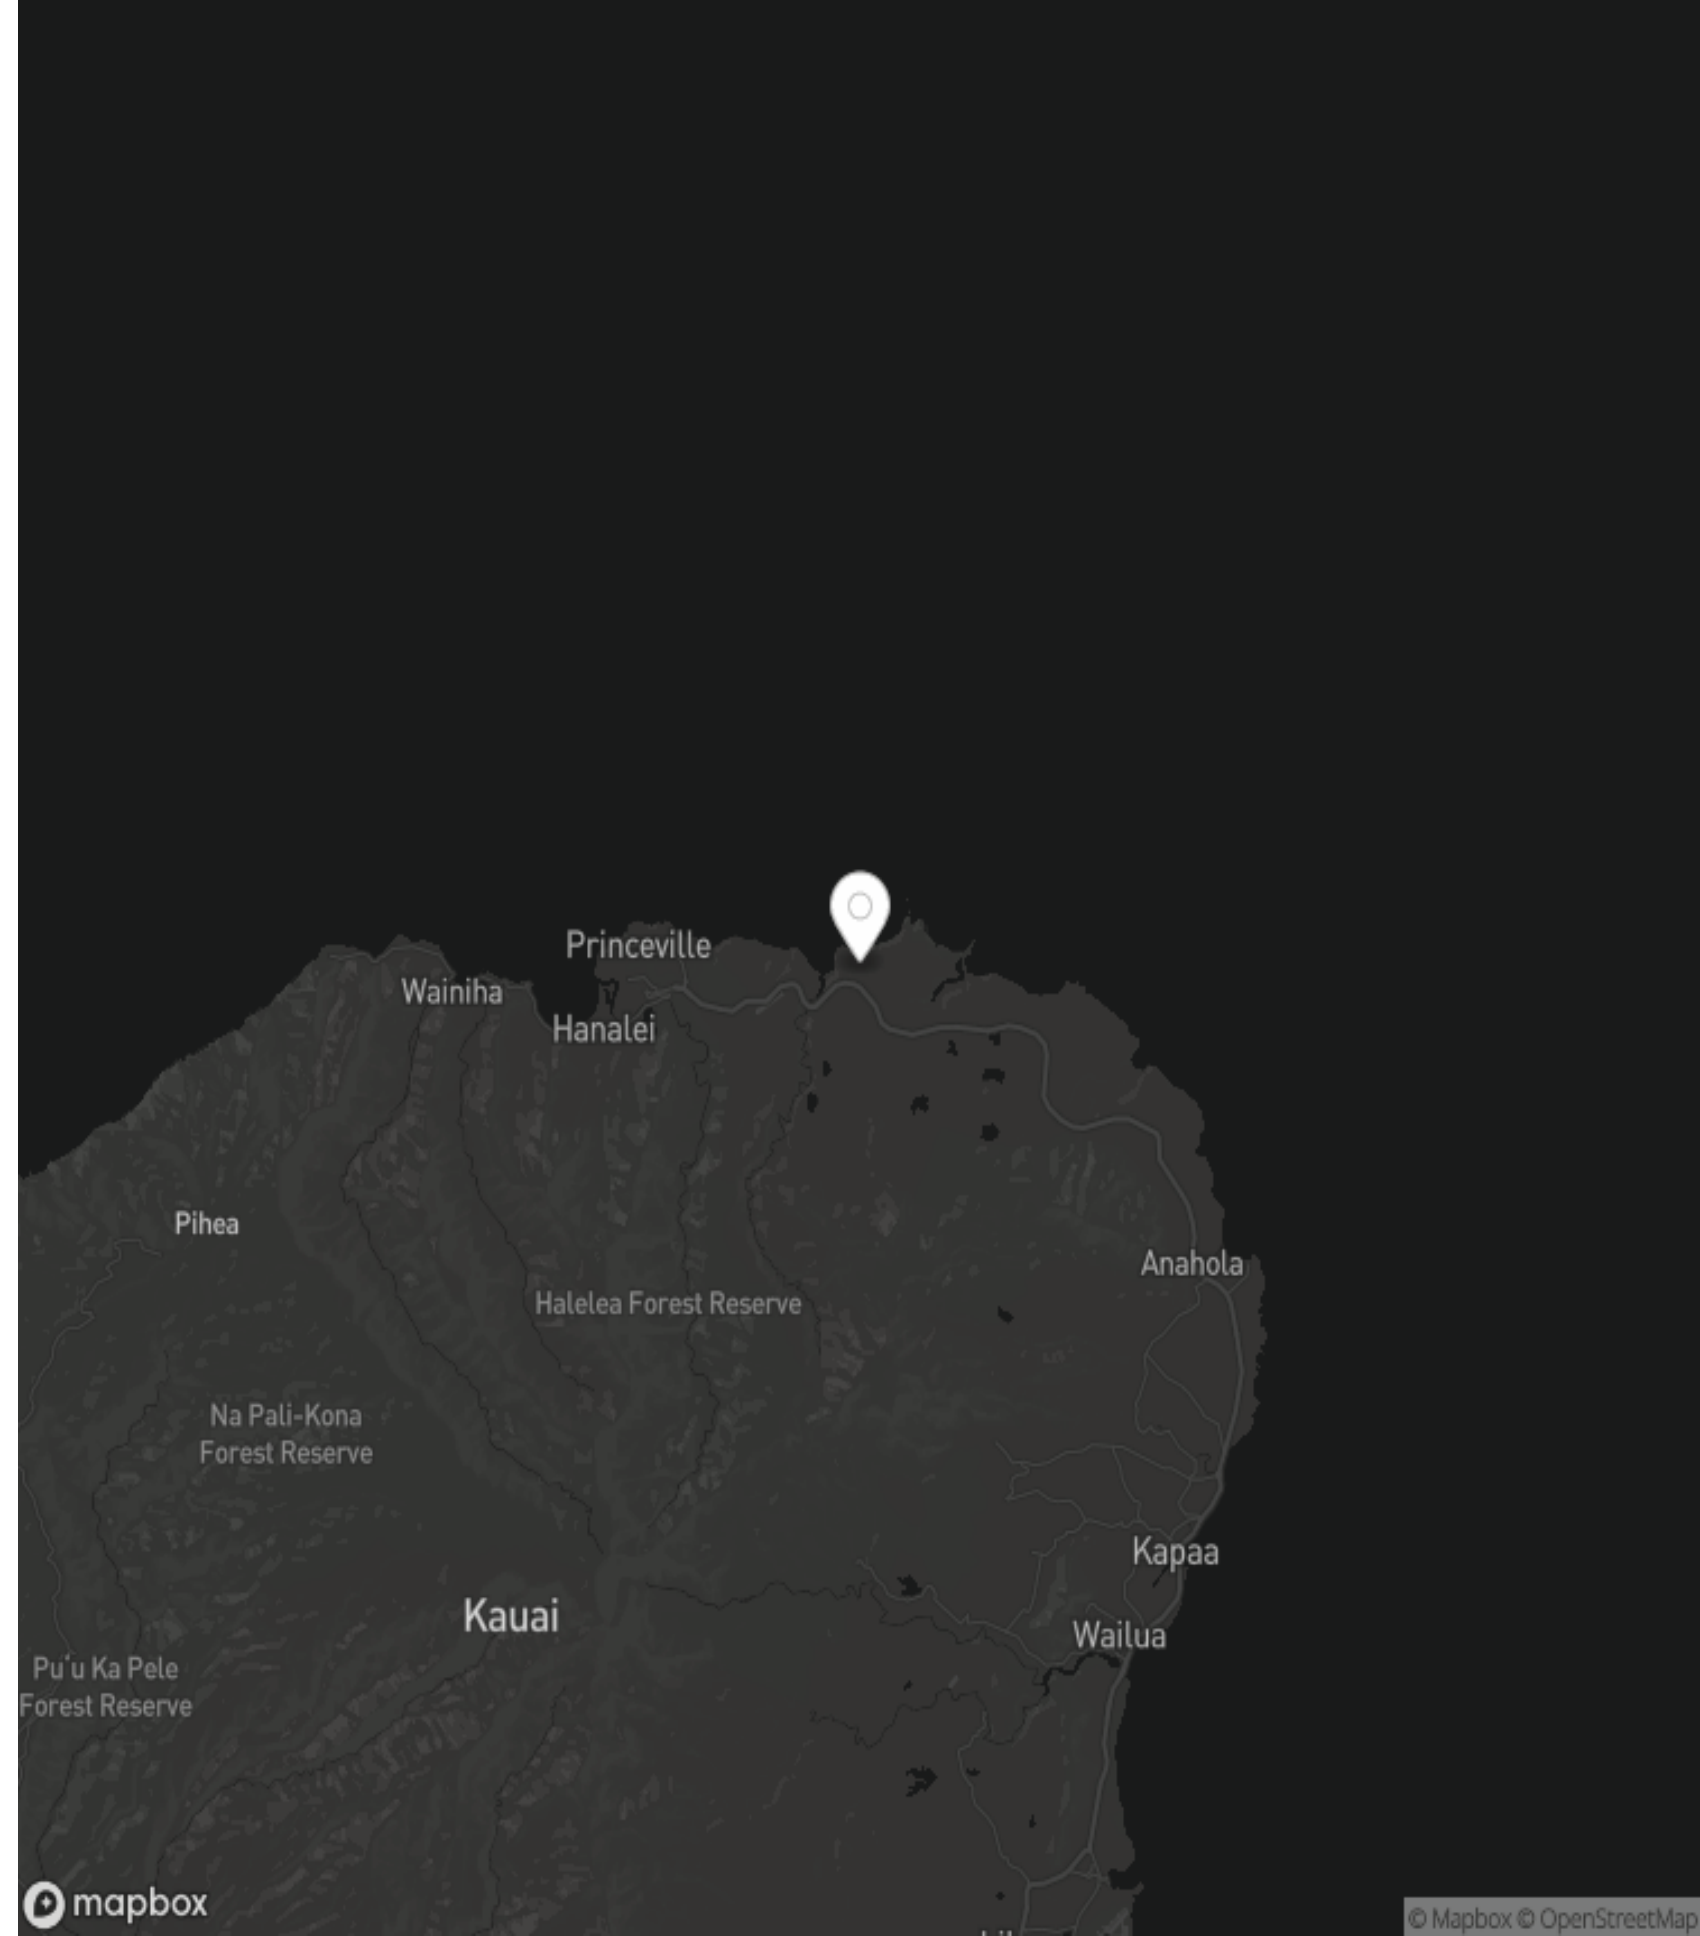 Princeville
Wainiha
Hanalei
Pihea
Anahola
Halelea Forest Reserve
Na Pali-Kona
Forest Reserve
Kapaa
Kauai
Wailua
Puʻu Ka Pele
Forest Reserve
mapbox
© Mapbox © OpenStreetMap